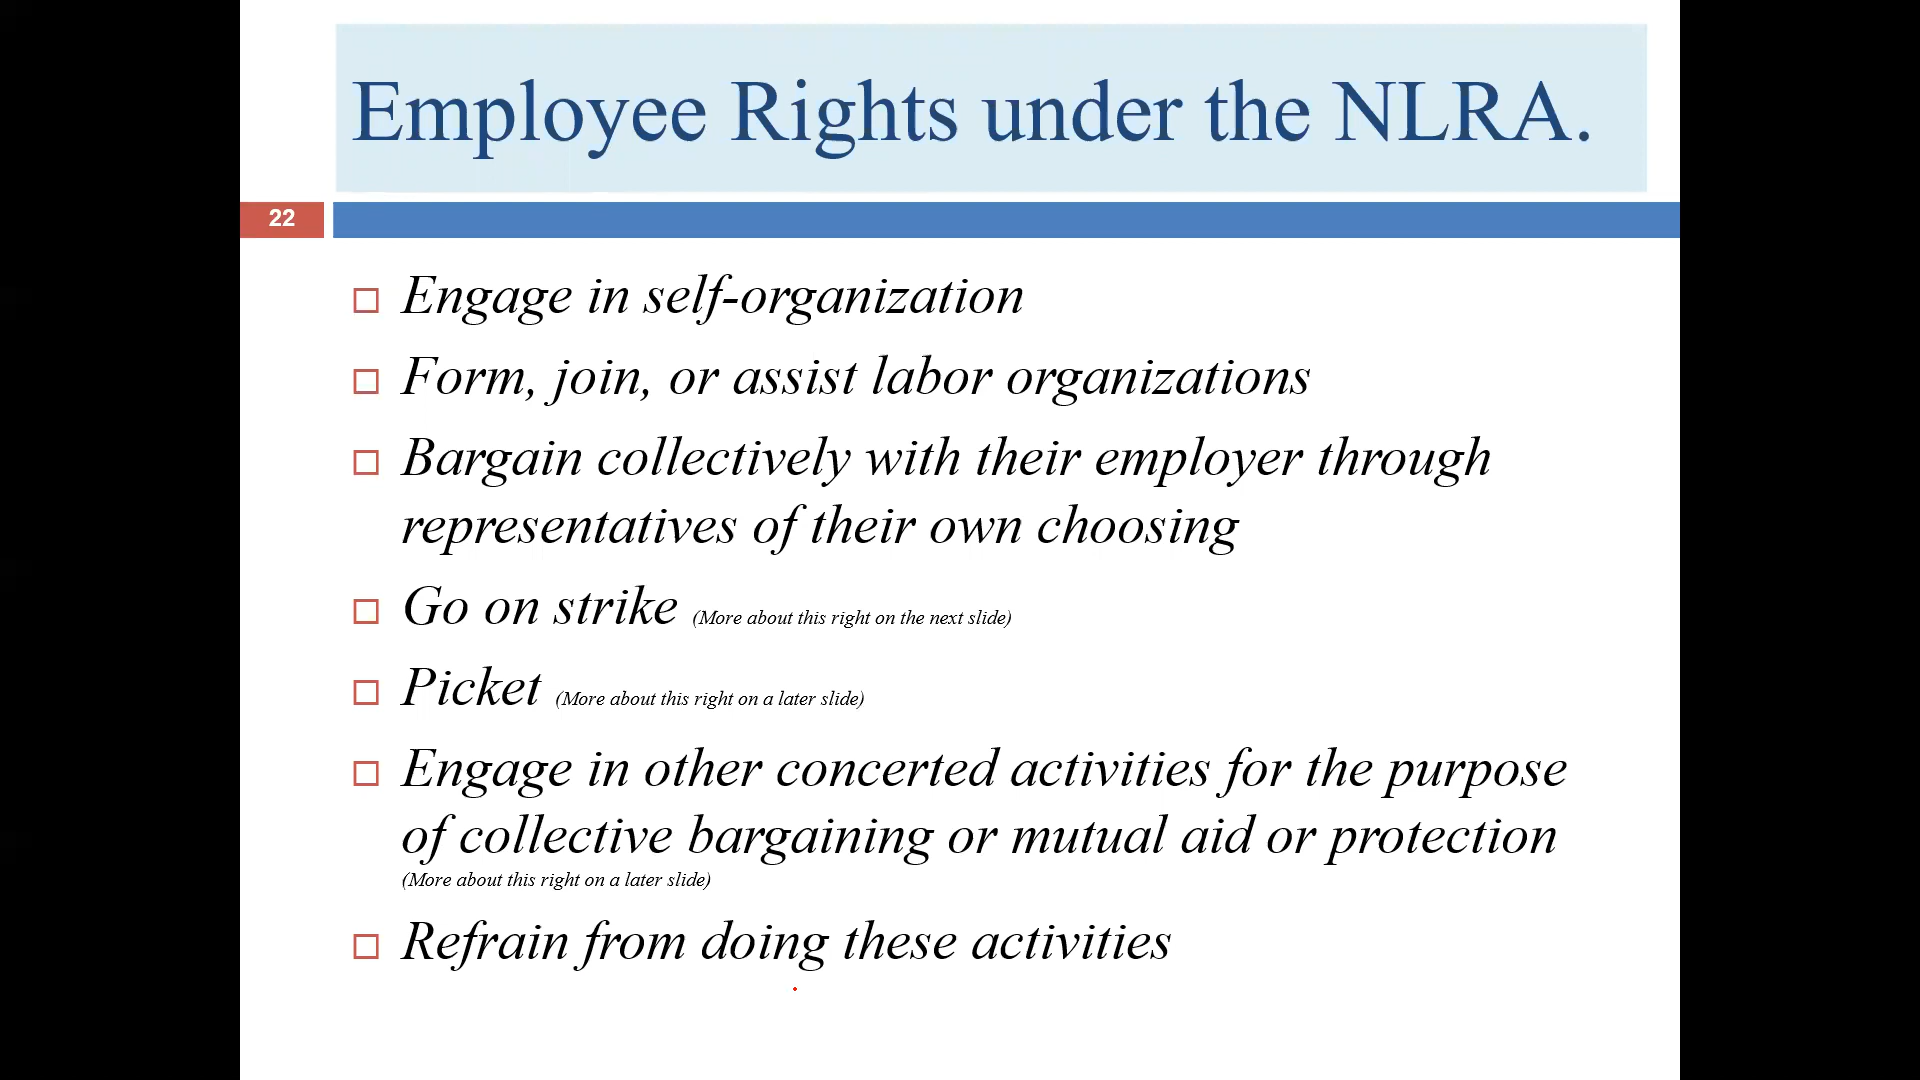 Employee Rights under the NLRA.
22
Engage in self-organization
Form, join, or assist labor organizations
Bargain collectively with their employer through
representatives of their own choosing
Go on strike (More about this right on the next slide)
Picket (More about this right on a later slide)
Engage in other concerted activities for the purpose
of collective bargaining or mutual aid or protection
(More about this right on a later slide)
Refrain from doing these activities